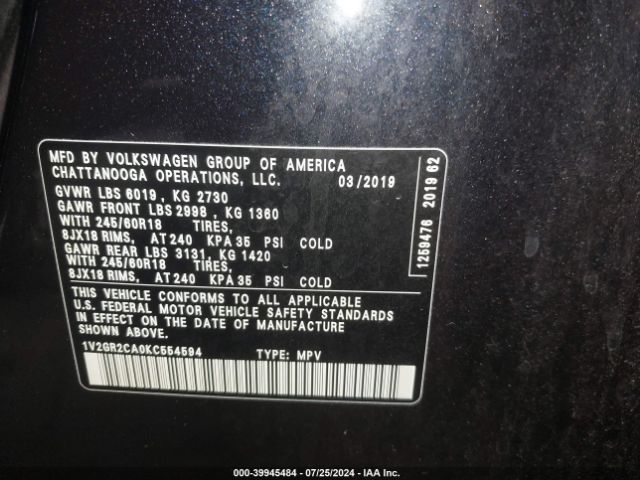 MFD BY VOLKSWAGEN GROUP OF AMERICA
CHATTANOOGA OPERATIONS, LLC. 03/2019
GVWR LBS 6019 , KG 2730
GAWR FRONT LBS 2998 , KG 1360
WITH 245/60R18 TIRES,
8JX18 RIMS, AT 240 KPA 35 PSI COLD
GAWR REAR LBS 3131, KG 1420
WITH 245/60R18 TIRES,
8JX18 RIMS, AT 240 KPA 35 PSI COLD
THIS VEHICLE CONFORMS TO ALL APPLICABLE
U.S. FEDERAL MOTOR VEHICLE SAFETY STANDARDS
IN EFFECT ON THE DATE OF MANUFACTURE
SHOWN ABOVE.
1V2GR2CA0KC554594 TYPE: MPV
1259476 2019 62
000-39945484 - 07/25/2024 - IAA Inc.